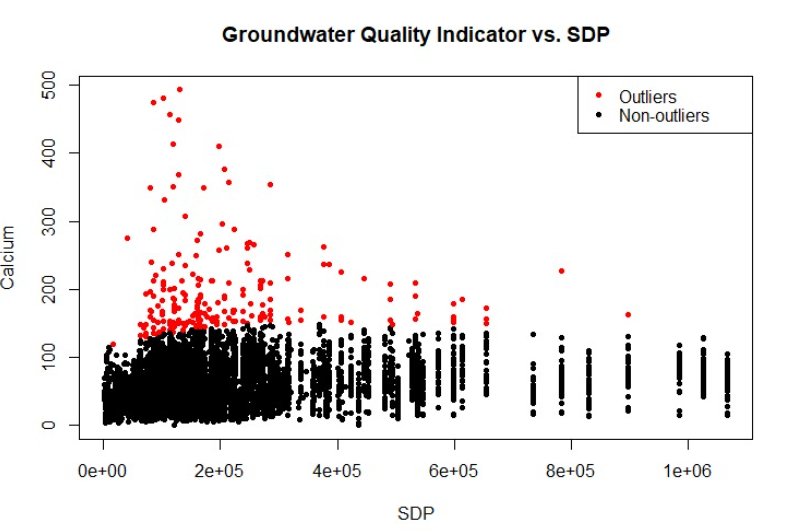 Groundwater Quality Indicator vs. SDP
Outliers
Non-outliers
500
400
300
200
100
0
Calcium
0e+00 2e+05 4e+05 6e+05 8e+05 1e+06
SDP